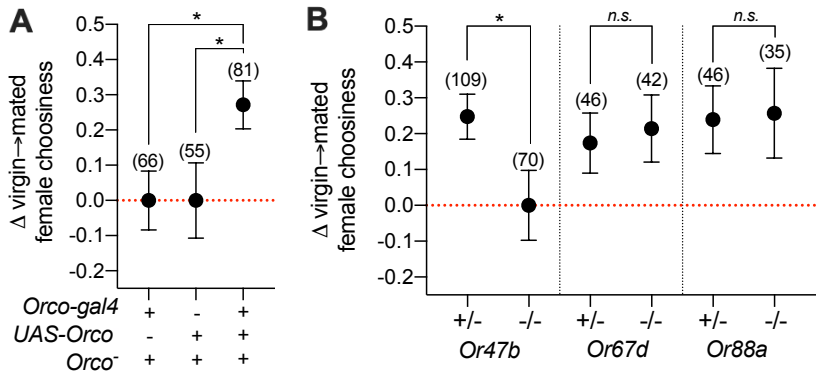 A
Δ virgin→mated
female choosiness
0.5
0.4
0.3
0.2
0.1
0.0
-0.1
-0.2
*
*
(66)
(55)
(81)
Orco-gal4 + - +
UAS-Orco - + +
Orco⁻ + + +
B
Δ virgin→mated
female choosiness
0.5
0.4
0.3
0.2
0.1
0.0
-0.1
-0.2
* n.s. n.s.
(109)
(70)
(46)
(42)
(46)
(35)
+/- -/- +/- -/- +/- -/-
Or47b Or67d Or88a